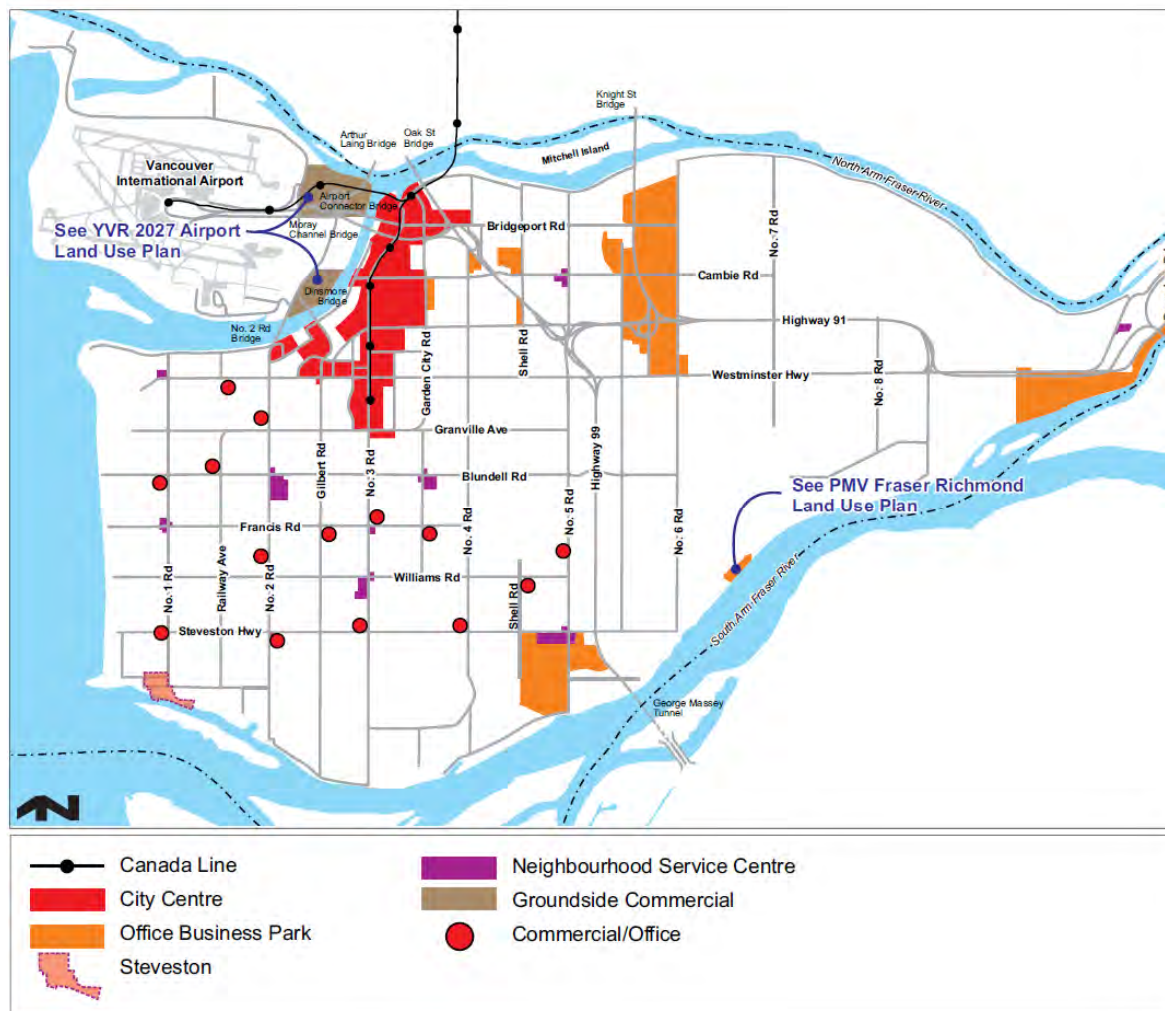 Knight St
Bridge
Arthur
Laing Bridge
Oak St
Bridge
Mitchell Island
North Arm Fraser River
Vancouver
International Airport
Airport
Connector Bridge
See YVR 2027 Airport
Land Use Plan
Moray
Channel Bridge
Bridgeport Rd
No. 7 Rd
Cambie Rd
Dinsmore
Bridge
No. 2 Rd
Bridge
Highway 91
Garden City Rd
Shell Rd
No. 8 Rd
Westminster Hwy
Granville Ave
Gilbert Rd
No. 3 Rd
Highway 99
Blundell Rd
See PMV Fraser Richmond
Land Use Plan
Francis Rd
No. 4 Rd
No. 5 Rd
No. 6 Rd
Williams Rd
No. 1 Rd
Railway Ave
No. 2 Rd
Shell Rd
South Arm Fraser River
Steveston Hwy
George Massey
Tunnel
N
Canada Line
City Centre
Office Business Park
Steveston
Neighbourhood Service Centre
Groundside Commercial
Commercial/Office